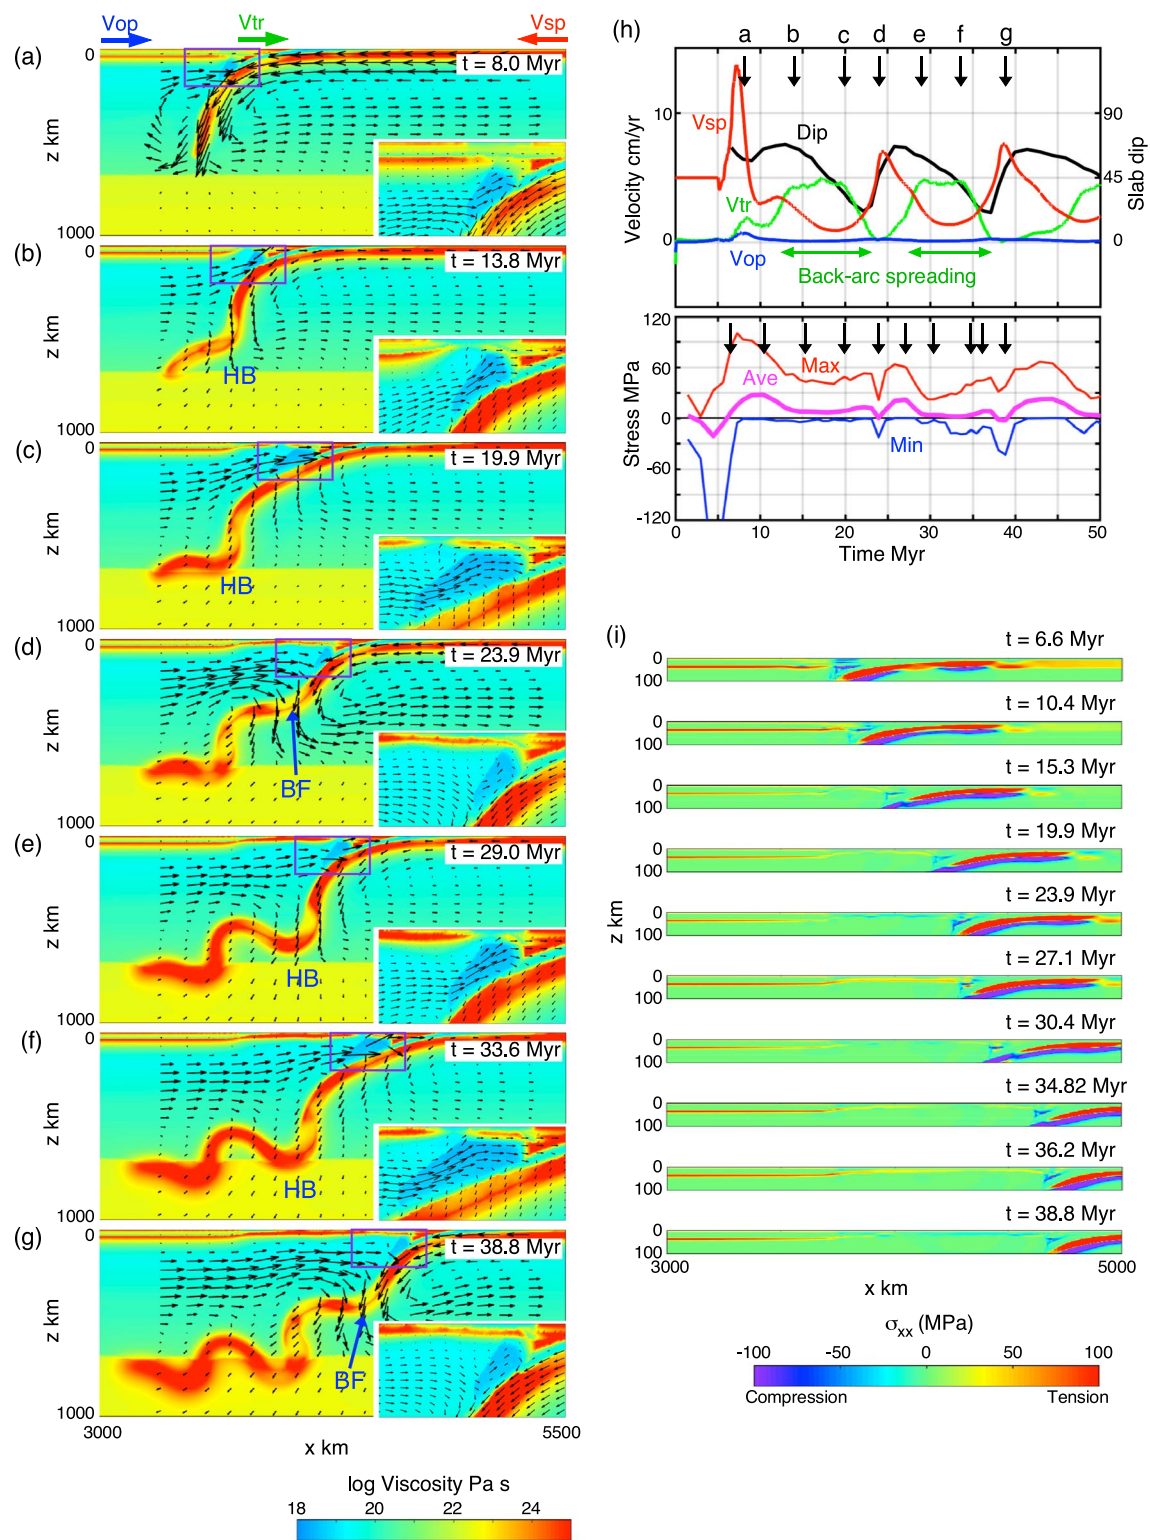 Vop
Vtr
Vsp
(a)
0
t = 8.0 Myr
z km
1000
(b)
0
t = 13.8 Myr
z km
HB
1000
(c)
0
t = 19.9 Myr
z km
HB
1000
(d)
0
t = 23.9 Myr
z km
BF
1000
(e)
0
t = 29.0 Myr
z km
HB
1000
(f)
0
t = 33.6 Myr
z km
HB
1000
(g)
0
t = 38.8 Myr
z km
BF
1000
3000
5500
x km
log Viscosity Pa s
18 20 22 24
(h)
a b c d e f g
10
90
Vsp
Dip
Velocity cm/yr
Slab dip
45
Vtr
0
0
Vop
Back-arc spreading
120
60
Max
Ave
Stress MPa
0
Min
-60
-120
0 10 20 30 40 50
Time Myr
(i)
t = 6.6 Myr
0
100
t = 10.4 Myr
0
100
t = 15.3 Myr
0
100
t = 19.9 Myr
0
100
t = 23.9 Myr
0
100
z km
t = 27.1 Myr
0
100
t = 30.4 Myr
0
100
t = 34.82 Myr
0
100
t = 36.2 Myr
0
100
t = 38.8 Myr
0
100
3000
5000
x km
σxx (MPa)
-100 -50 0 50 100
Compression
Tension